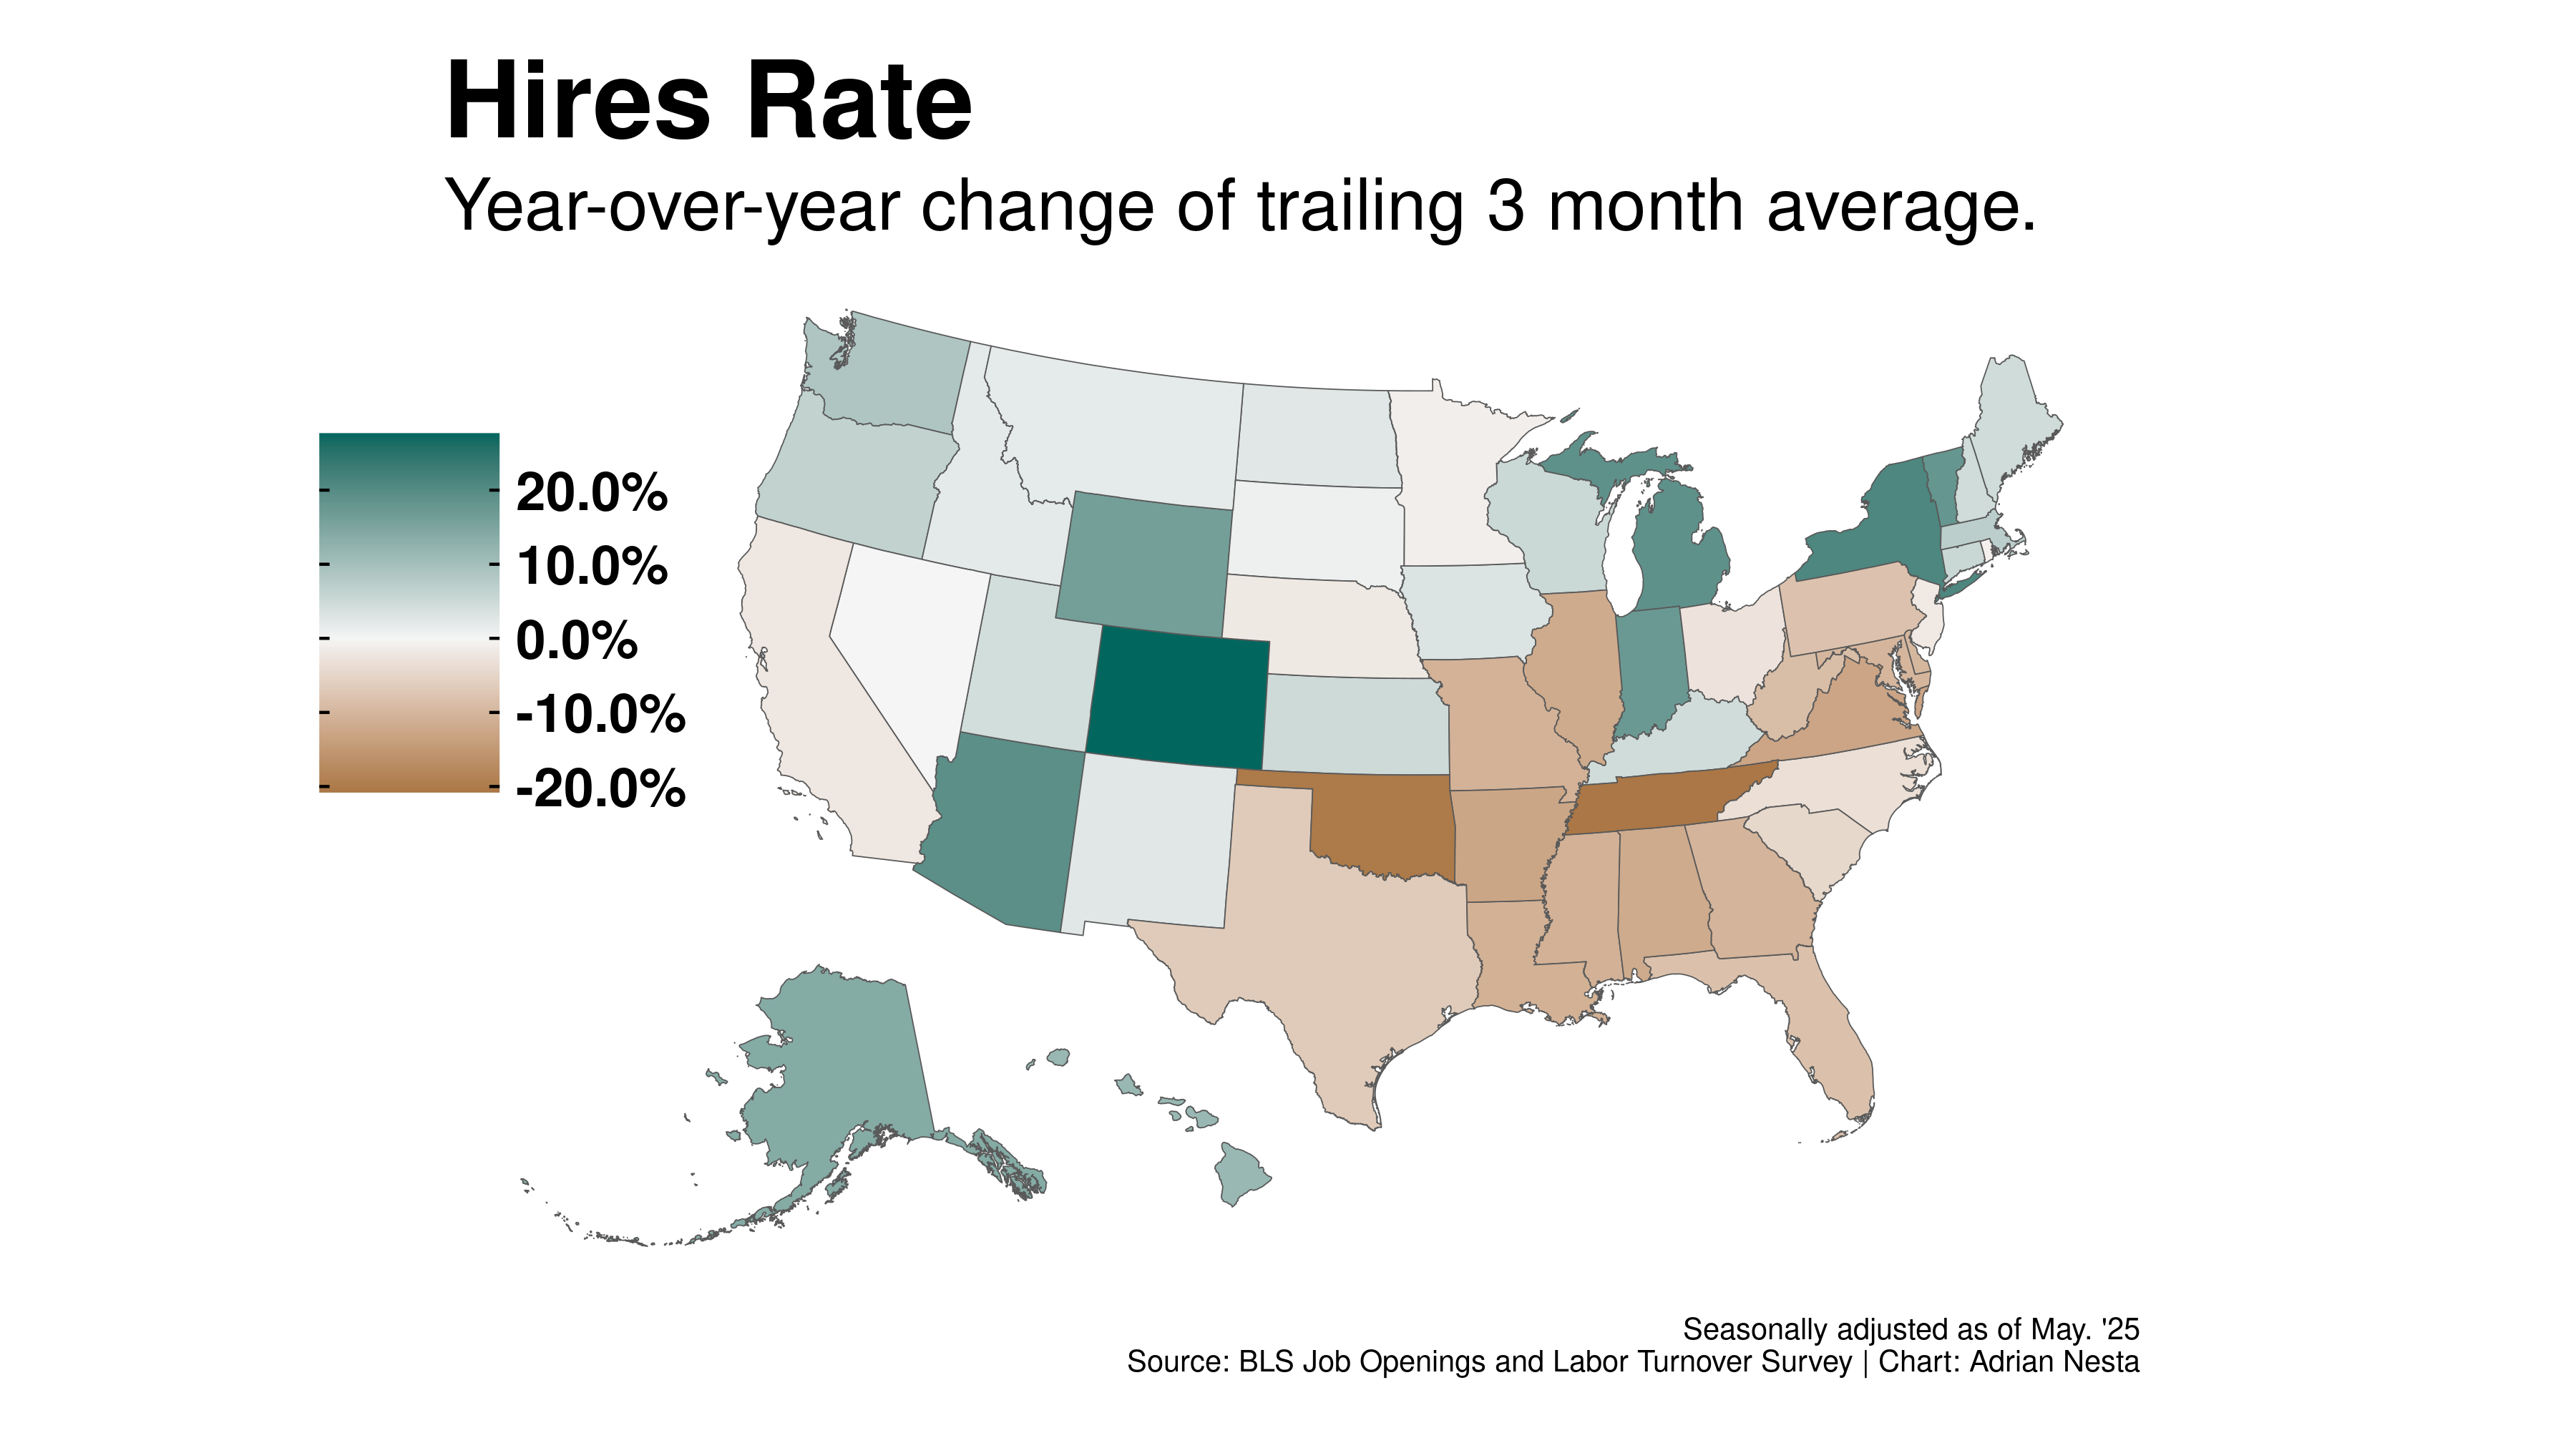 Hires Rate
Year-over-year change of trailing 3 month average.
20.0%
10.0%
0.0%
-10.0%
-20.0%
Seasonally adjusted as of May. '25
Source: BLS Job Openings and Labor Turnover Survey | Chart: Adrian Nesta